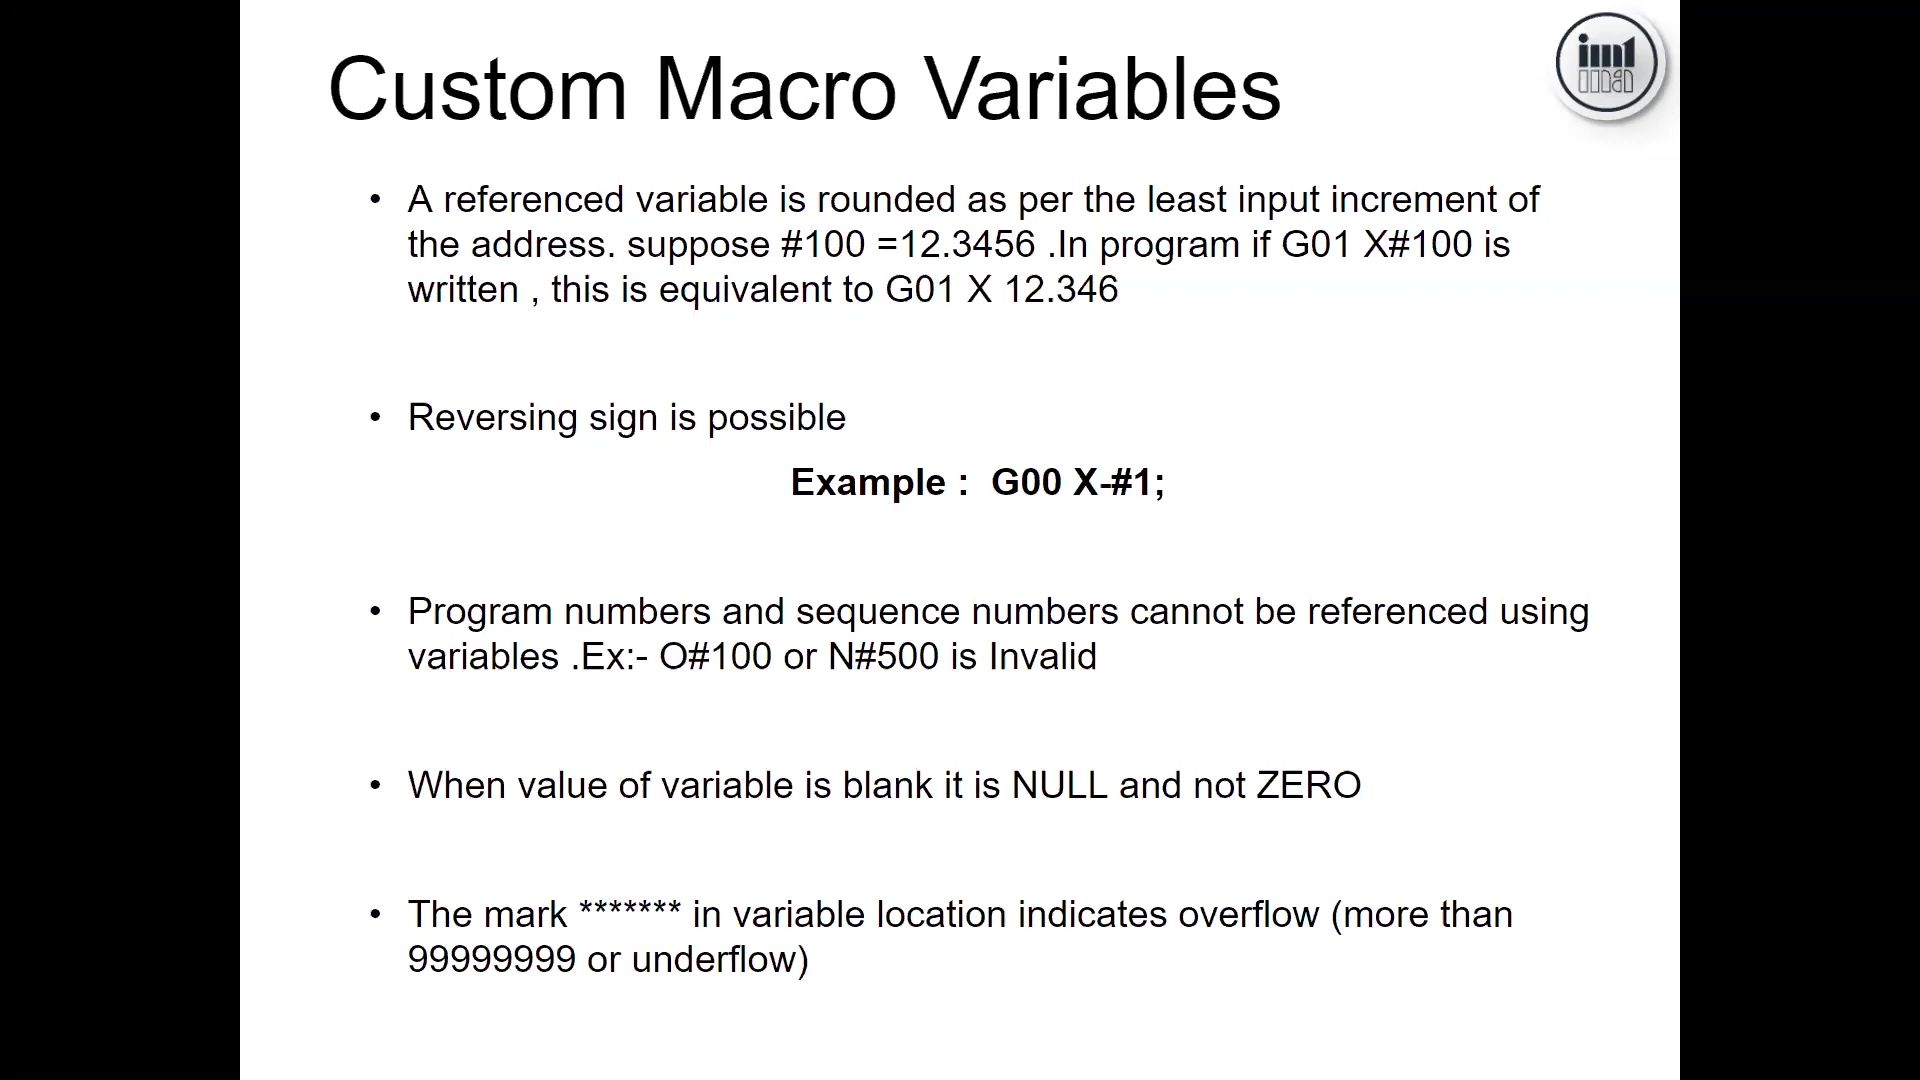 Custom Macro Variables
• A referenced variable is rounded as per the least input increment of
the address. suppose #100 =12.3456 .In program if G01 X#100 is
written , this is equivalent to G01 X 12.346
• Reversing sign is possible
Example :  G00 X-#1;
• Program numbers and sequence numbers cannot be referenced using
variables .Ex:- O#100 or N#500 is Invalid
• When value of variable is blank it is NULL and not ZERO
• The mark ******* in variable location indicates overflow (more than
99999999 or underflow)